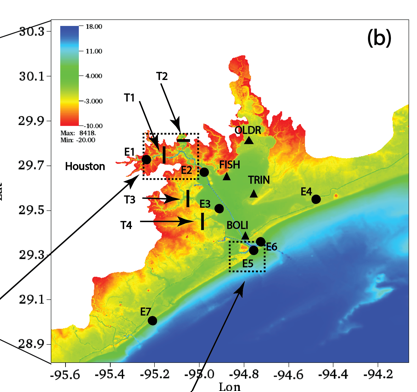 (b)
30.3
30.1
29.9
29.7
29.5
29.3
29.1
28.9
18.00
11.00
4.00
-3.00
-10.00
Max: 8418.
Min -20.00
T2
T1
OLDR
E1
Houston
E2
FISH
TRIN
E4
T3
E3
T4
BOLI
E6
E5
E7
-95.6 -95.4 -95.2 -95.0 -94.8 -94.6 -94.4 -94.2
Lon